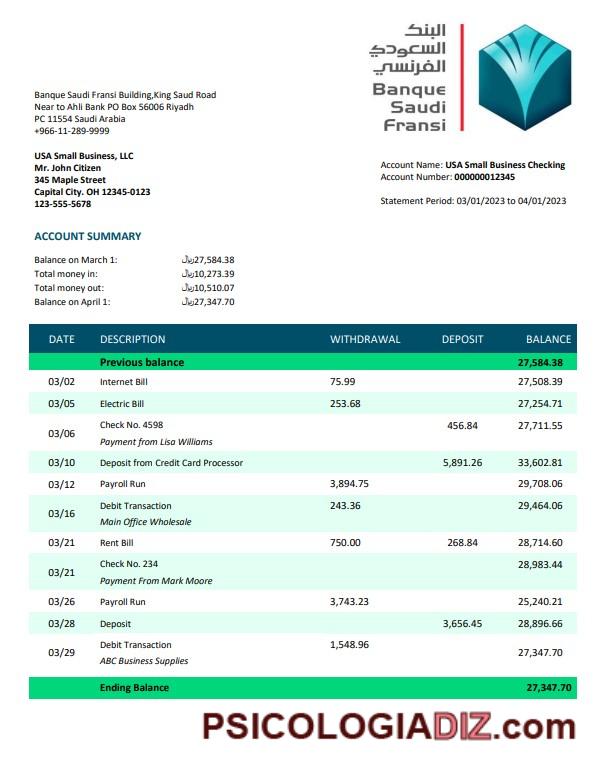 البنك
السعودي
الفرنسي
Banque
Saudi
Fransi
Banque Saudi Fransi Building,King Saud Road
Near to Ahli Bank PO Box 56006 Riyadh
PC 11554 Saudi Arabia
+966-11-289-9999
USA Small Business, LLC
Mr. John Citizen
345 Maple Street
Capital City. OH 12345-0123
123-555-5678
Account Name: USA Small Business Checking
Account Number: 000000012345
Statement Period: 03/01/2023 to 04/01/2023
ACCOUNT SUMMARY
Balance on March 1: ﷼27,584.38
Total money in: ﷼10,273.39
Total money out: ﷼10,510.07
Balance on April 1: ﷼27,347.70
DATE DESCRIPTION WITHDRAWAL DEPOSIT BALANCE
Previous balance 27,584.38
03/02 Internet Bill 75.99 27,508.39
03/05 Electric Bill 253.68 27,254.71
03/06 Check No. 4598 456.84 27,711.55
Payment from Lisa Williams
03/10 Deposit from Credit Card Processor 5,891.26 33,602.81
03/12 Payroll Run 3,894.75 29,708.06
03/16 Debit Transaction 243.36 29,464.06
Main Office Wholesale
03/21 Rent Bill 750.00 268.84 28,714.60
03/21 Check No. 234 28,983.44
Payment From Mark Moore
03/26 Payroll Run 3,743.23 25,240.21
03/28 Deposit 3,656.45 28,896.66
03/29 Debit Transaction 1,548.96 27,347.70
ABC Business Supplies
Ending Balance 27,347.70
PSICOLOGIADIZ.com